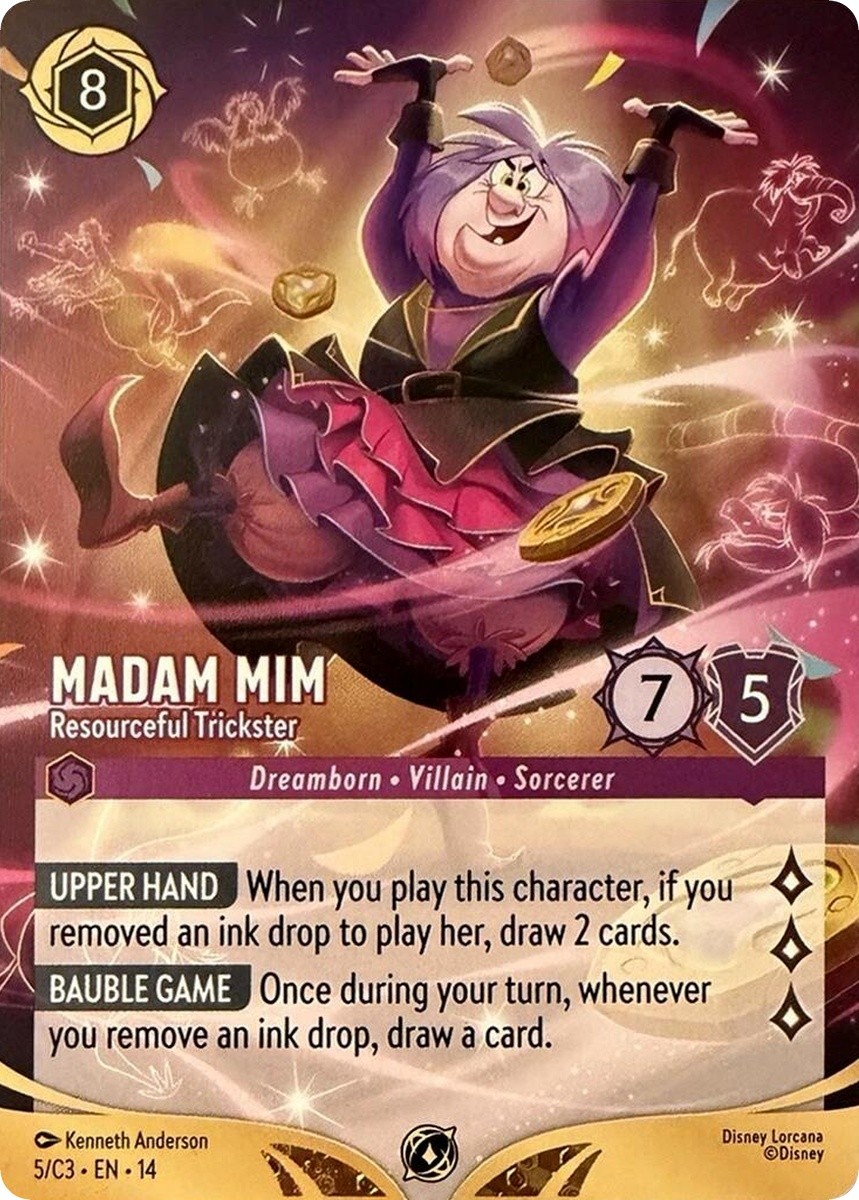 8
MADAM MIM
Resourceful Trickster
7
5
Dreamborn • Villain • Sorcerer
UPPER HAND When you play this character, if you
removed an ink drop to play her, draw 2 cards.
BAUBLE GAME Once during your turn, whenever
you remove an ink drop, draw a card.
Kenneth Anderson
5/C3 • EN • 14
Disney Lorcana
©Disney